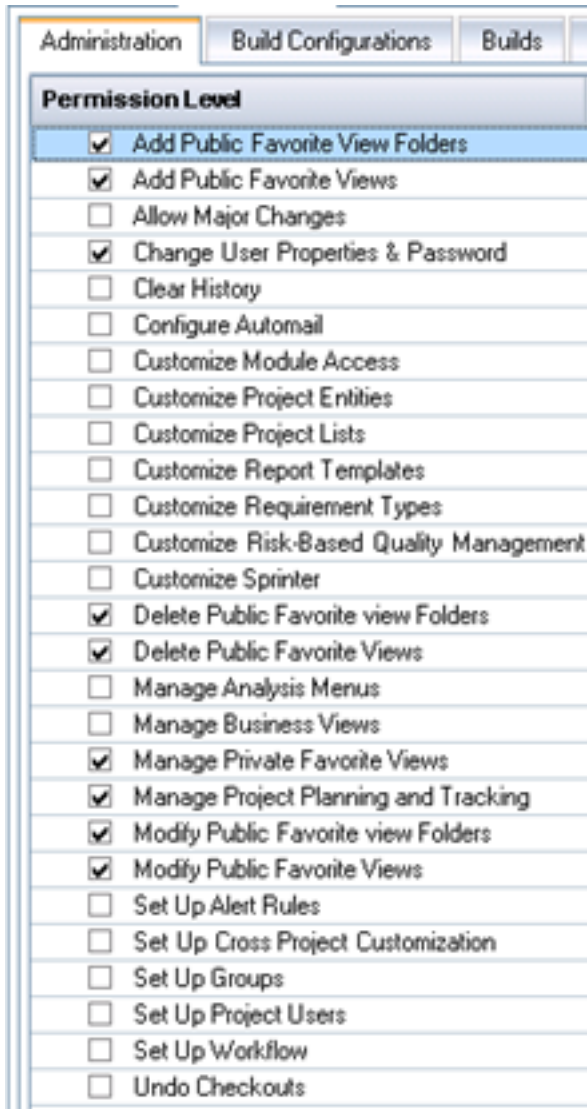 Administration Build Configurations Builds
Permission Level
Add Public Favorite View Folders
Add Public Favorite Views
Allow Major Changes
Change User Properties & Password
Clear History
Configure Automail
Customize Module Access
Customize Project Entities
Customize Project Lists
Customize Report Templates
Customize Requirement Types
Customize Risk-Based Quality Management
Customize Sprinter
Delete Public Favorite view Folders
Delete Public Favorite Views
Manage Analysis Menus
Manage Business Views
Manage Private Favorite Views
Manage Project Planning and Tracking
Modify Public Favorite view Folders
Modify Public Favorite Views
Set Up Alert Rules
Set Up Cross Project Customization
Set Up Groups
Set Up Project Users
Set Up Workflow
Undo Checkouts